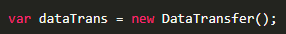 var dataTrans = new DataTransfer();